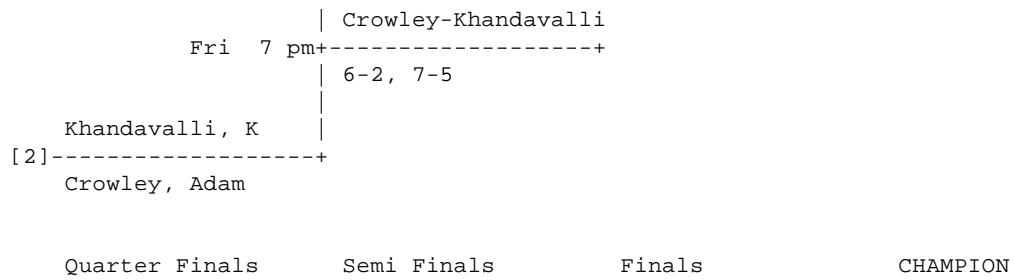 | Crowley-Khandavalli
Fri 7 pm+-------------------+
| 6-2, 7-5
|
Khandavalli, K |
[2]-------------------+
Crowley, Adam
Quarter Finals Semi Finals Finals CHAMPION